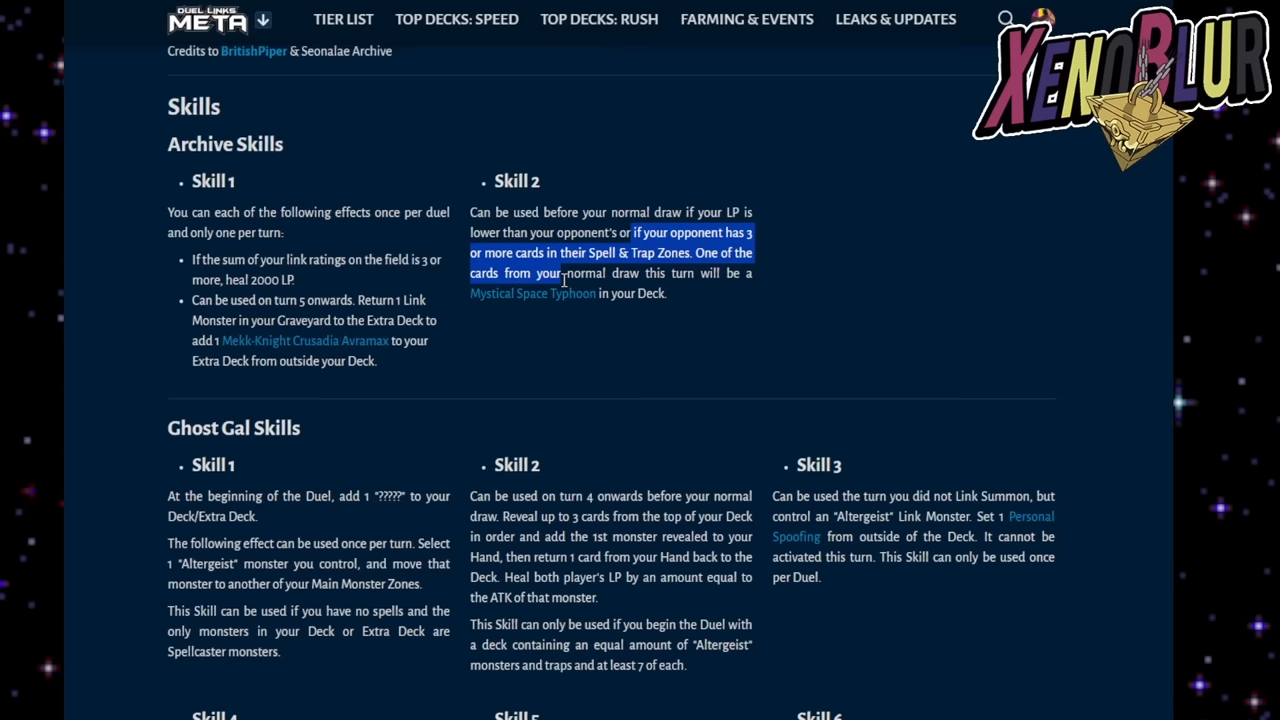 DUEL LINKS
META
TIER LIST
TOP DECKS: SPEED
TOP DECKS: RUSH
FARMING & EVENTS
LEAKS & UPDATES
XENOBLUR
Credits to BritishPiper & Seonalae Archive
Skills
Archive Skills
• Skill 1
You can each of the following effects once per duel
and only one per turn:
• If the sum of your link ratings on the field is 3 or
more, heal 2000 LP.
• Can be used on turn 5 onwards. Return 1 Link
Monster in your Graveyard to the Extra Deck to
add 1 Mekk-Knight Crusadia Avramax to your
Extra Deck from outside your Deck.
• Skill 2
Can be used before your normal draw if your LP is
lower than your opponent's or if your opponent has 3
or more cards in their Spell & Trap Zones. One of the
cards from your normal draw this turn will be a
Mystical Space Typhoon in your Deck.
Ghost Gal Skills
• Skill 1
At the beginning of the Duel, add 1 "?????" to your
Deck/Extra Deck.
The following effect can be used once per turn. Select
1 "Altergeist" monster you control, and move that
monster to another of your Main Monster Zones.
This Skill can be used if you have no spells and the
only monsters in your Deck or Extra Deck are
Spellcaster monsters.
• Skill 2
Can be used on turn 4 onwards before your normal
draw. Reveal up to 3 cards from the top of your Deck
in order and add the 1st monster revealed to your
Hand, then return 1 card from your Hand back to the
Deck. Heal both player's LP by an amount equal to
the ATK of that monster.
This Skill can only be used if you begin the Duel with
a deck containing an equal amount of "Altergeist"
monsters and traps and at least 7 of each.
• Skill 3
Can be used the turn you did not Link Summon, but
control an "Altergeist" Link Monster. Set 1 Personal
Spoofing from outside of the Deck. It cannot be
activated this turn. This Skill can only be used once
per Duel.
• Skill 4
• Skill 5
• Skill 6